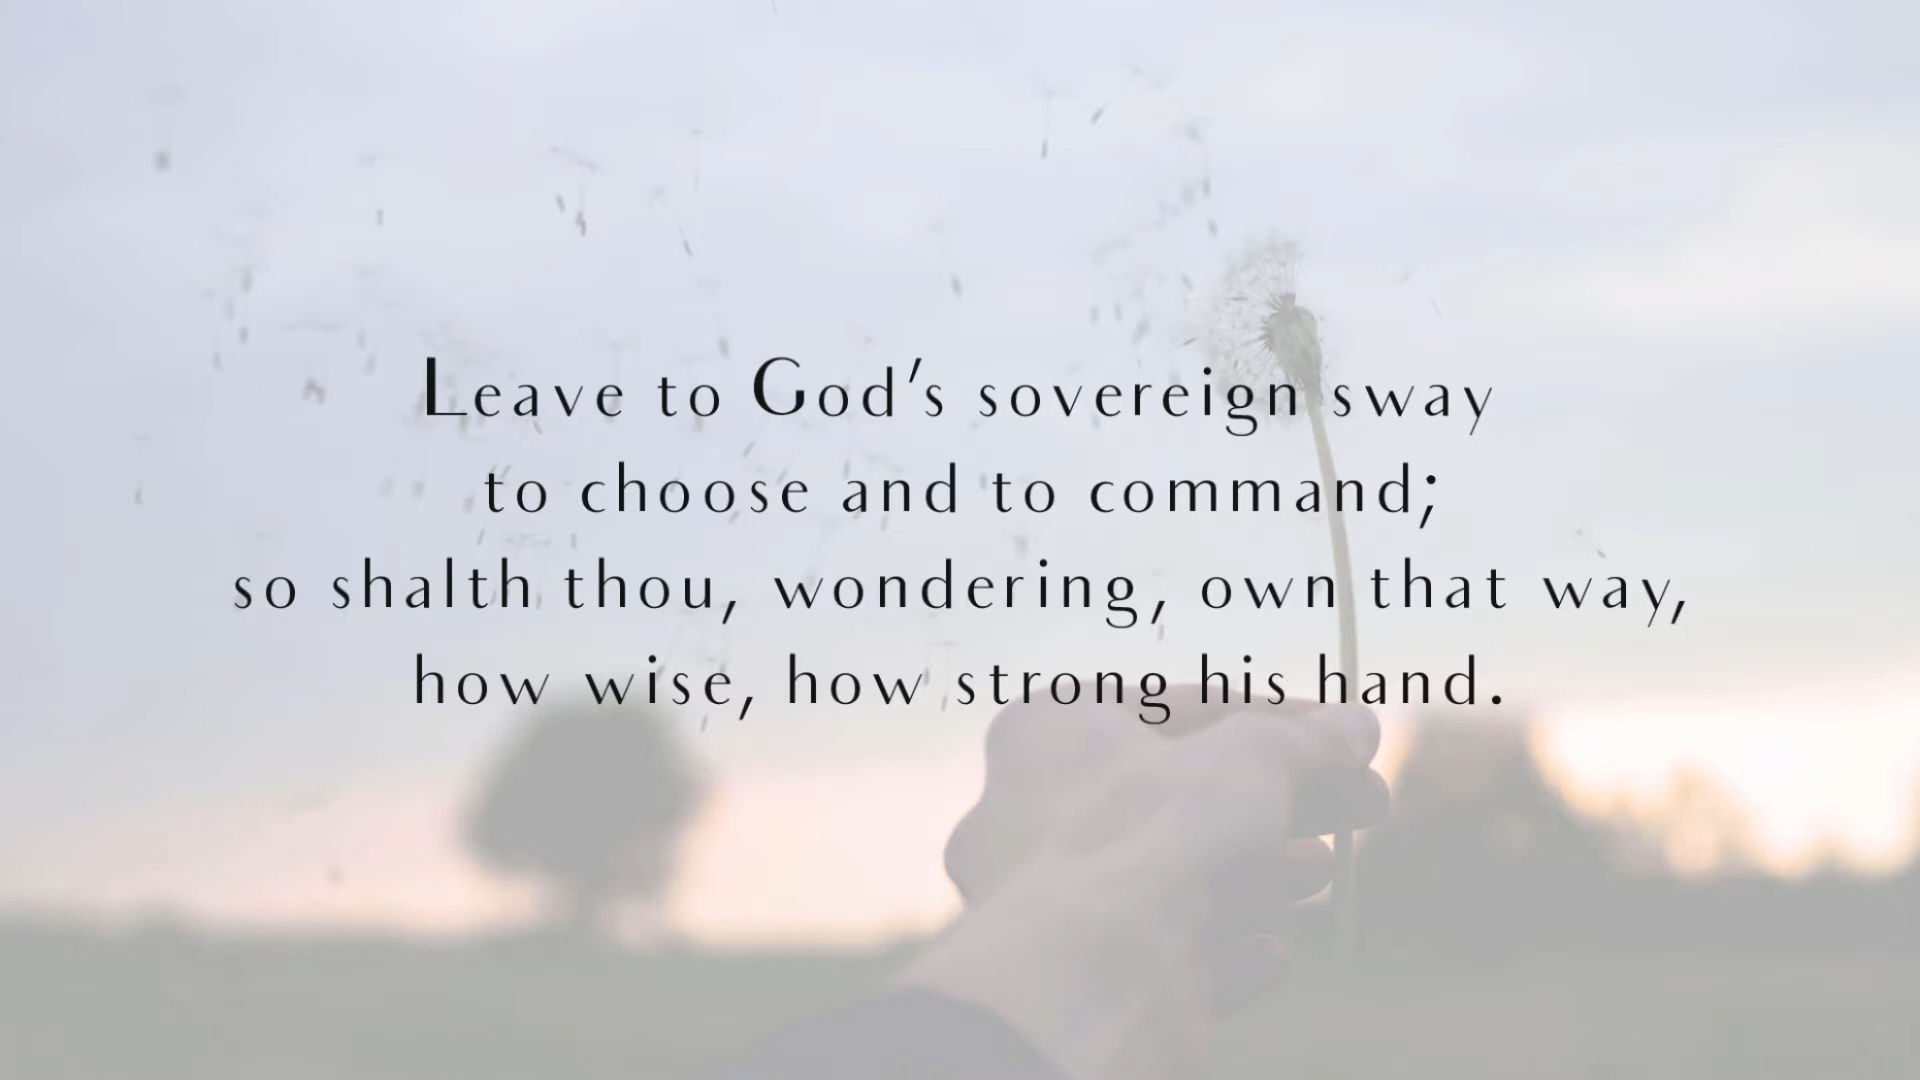 Leave to God's sovereign sway
to choose and to command;
so shalth thou, wondering, own that way,
how wise, how strong his hand.